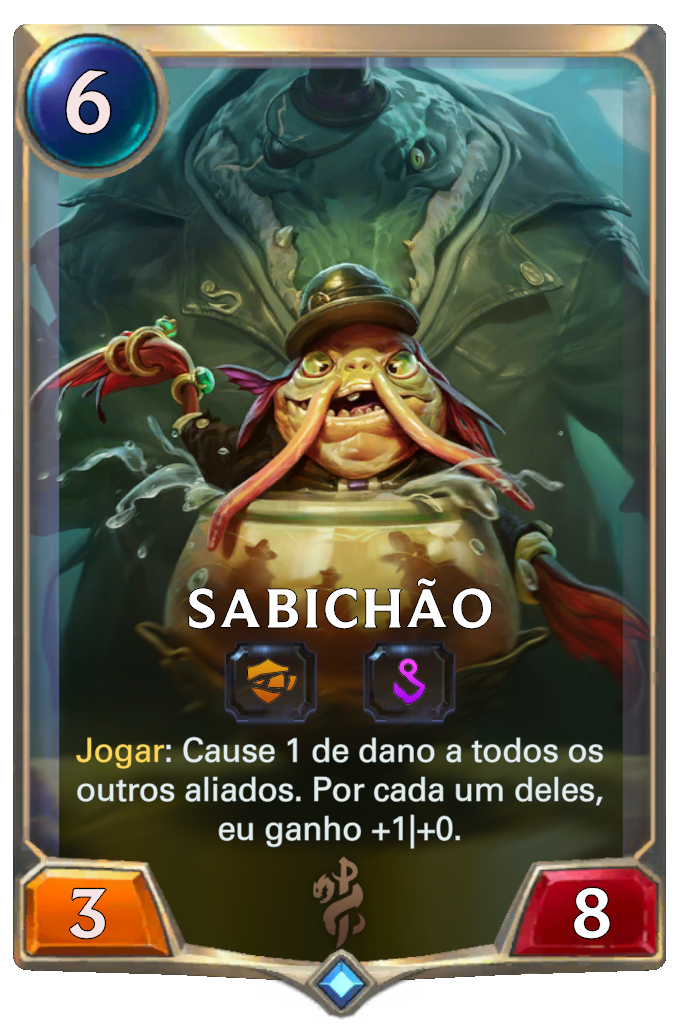 6
SABICHÃO
Jogar: Cause 1 de dano a todos os
outros aliados. Por cada um deles,
eu ganho +1|+0.
3
8